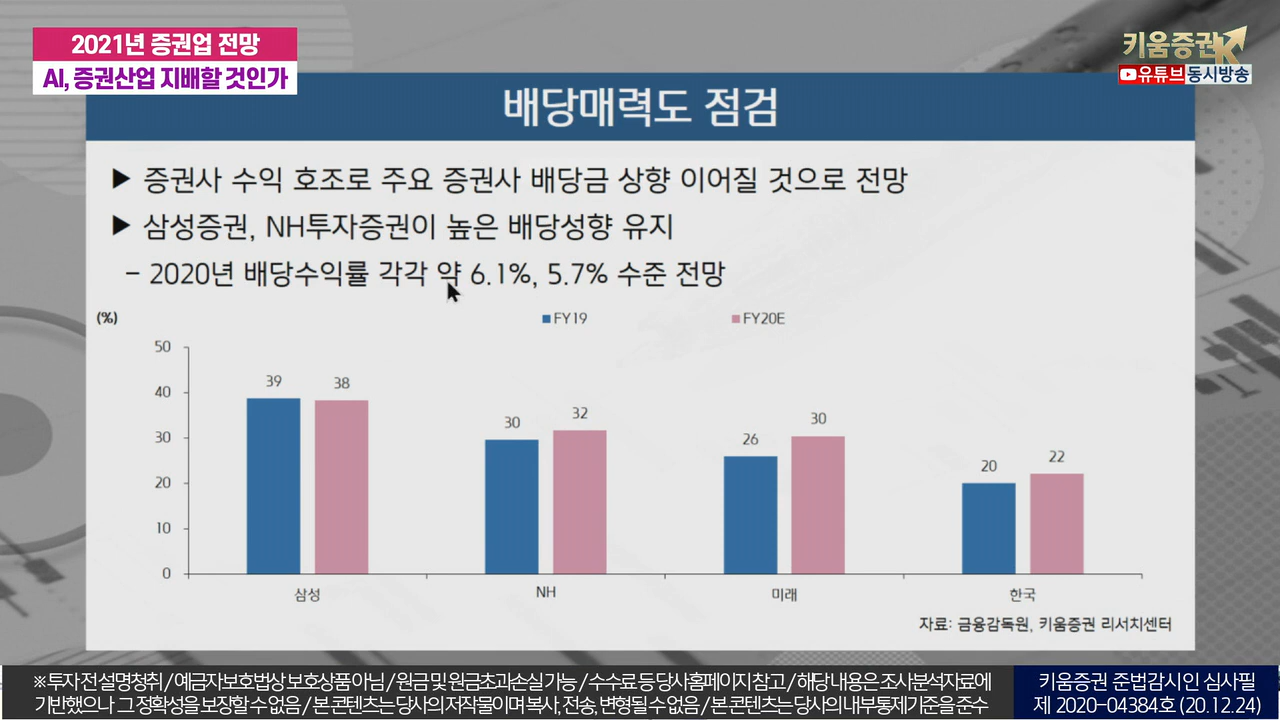 2021년 증권업 전망
AI, 증권산업 지배할 것인가
키움증권K
유튜브 동시방송
배당매력도 점검
▶ 증권사 수익 호조로 주요 증권사 배당금 상향 이어질 것으로 전망
▶ 삼성증권, NH투자증권이 높은 배당성향 유지
– 2020년 배당수익률 각각 약 6.1%, 5.7% 수준 전망
(%)
FY19
FY20E
50
40
30
20
10
0
39
38
30
32
26
30
20
22
삼성
NH
미래
한국
자료: 금융감독원, 키움증권 리서치센터
※ 투자 전 설명청취 / 예금자보호법상 보호상품 아님 / 원금 및 원금초과손실 가능 / 수수료 등 당사홈페이지 참고 / 해당 내용은 조사분석자료에
기반했으나 그 정확성을 보장할 수 없음 / 본 콘텐츠는 당사의 저작물이며 복사, 전송, 변형될 수 없음 / 본 콘텐츠는 당사의 내부통제기준을 준수
키움증권 준법감시인 심사필
제 2020-04384호 (20.12.24)